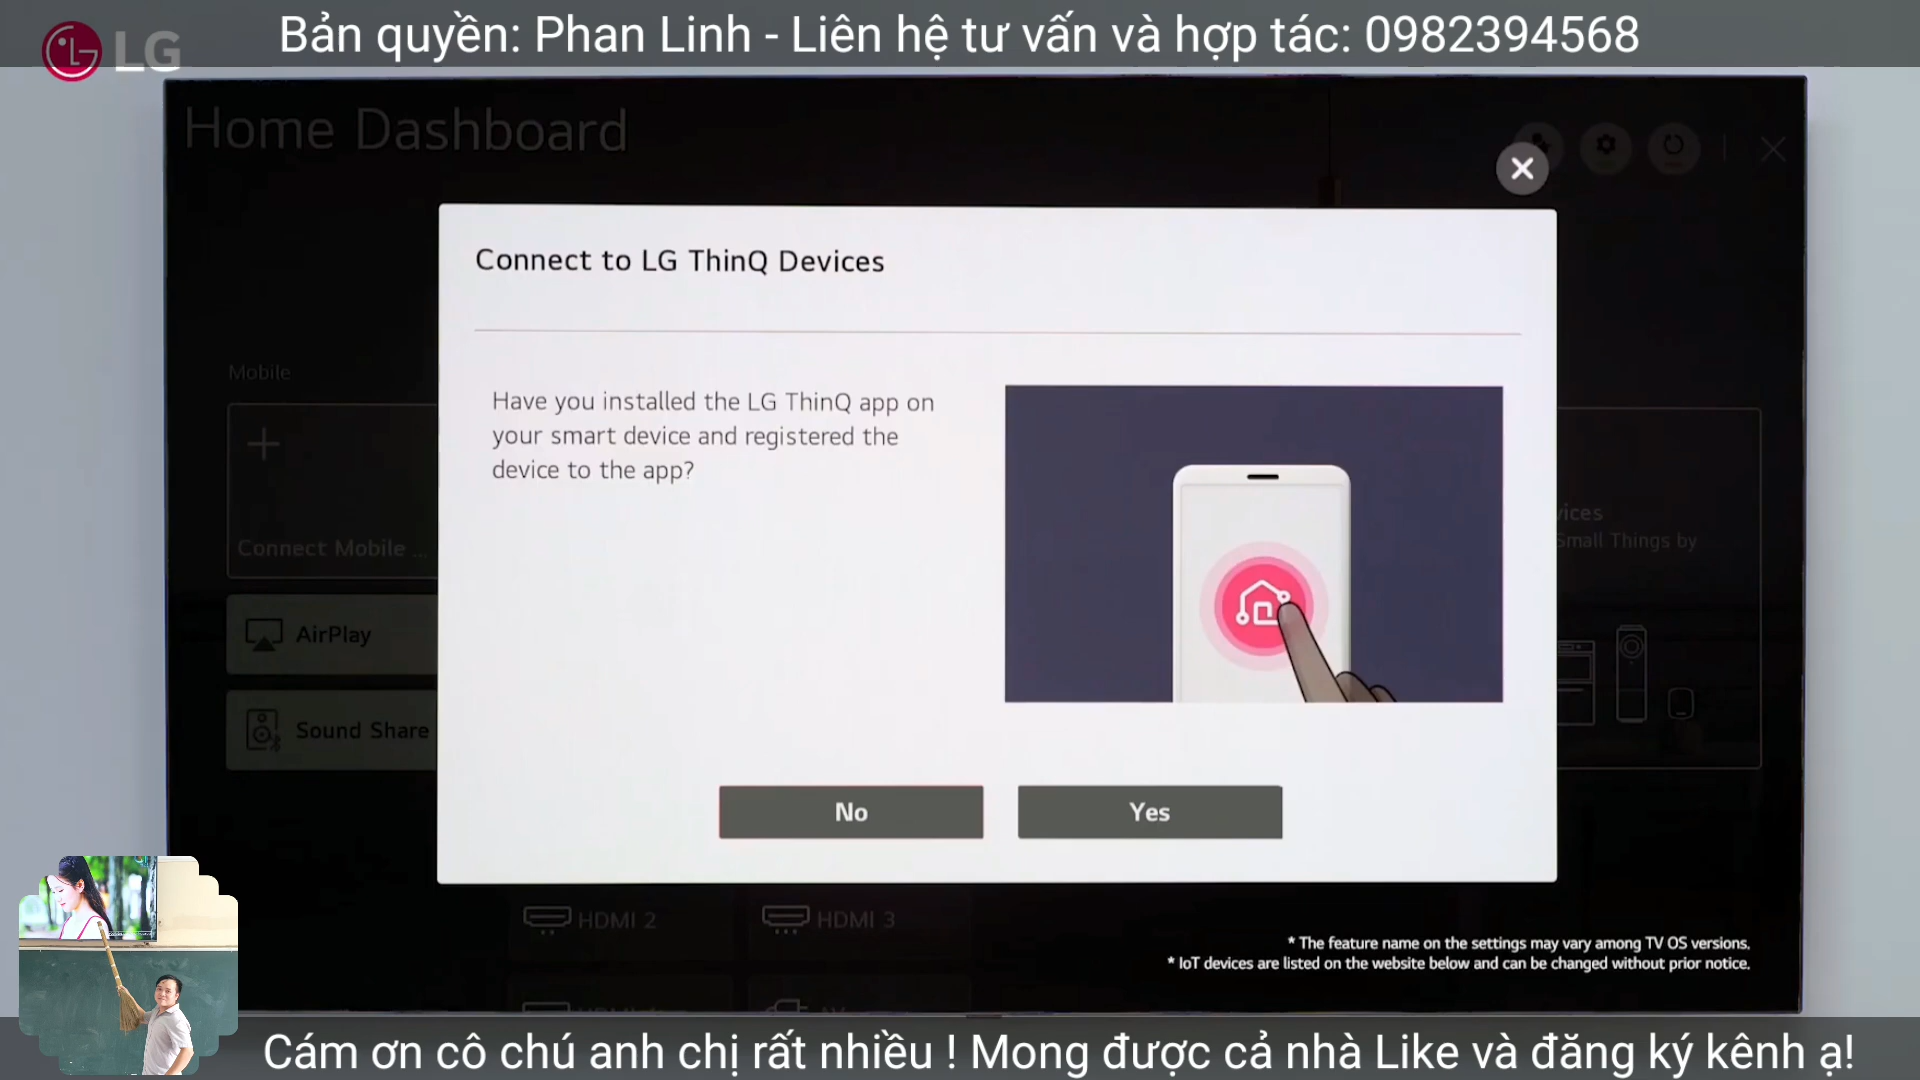 Bản quyền: Phan Linh - Liên hệ tư vấn và hợp tác: 0982394568
LG
Home Dashboard
Connect to LG ThinQ Devices
Mobile
Have you installed the LG ThinQ app on
your smart device and registered the
device to the app?
Connect Mobile ...
vices
Small Things by
AirPlay
Sound Share
No
Yes
HDMI 2
HDMI 3
* The feature name on the settings may vary among TV OS versions.
* IoT devices are listed on the website below and can be changed without prior notice.
Cám ơn cô chú anh chị rất nhiều ! Mong được cả nhà Like và đăng ký kênh ạ!